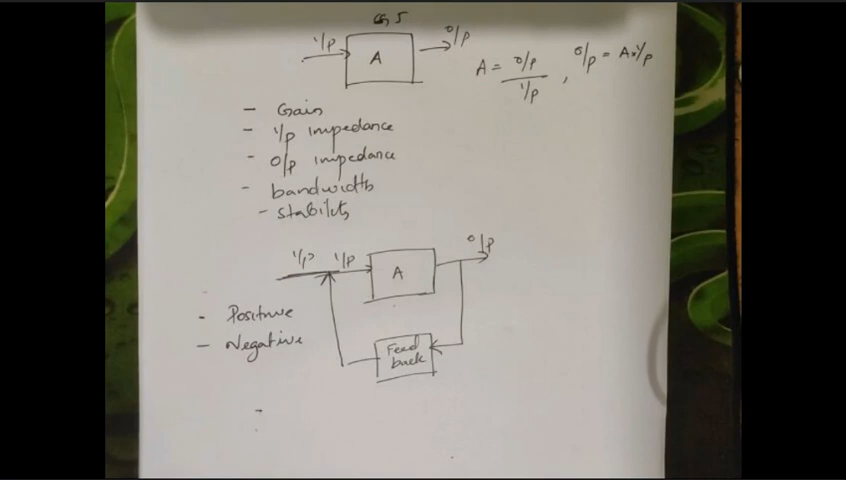 i/p
A
o/p
A = o/p / i/p , o/p = A×i/p
- Gain
- i/p impedance
- o/p impedance
- bandwidth
- stability
i/p i/p A o/p
- Positive
- Negative
Feed
back